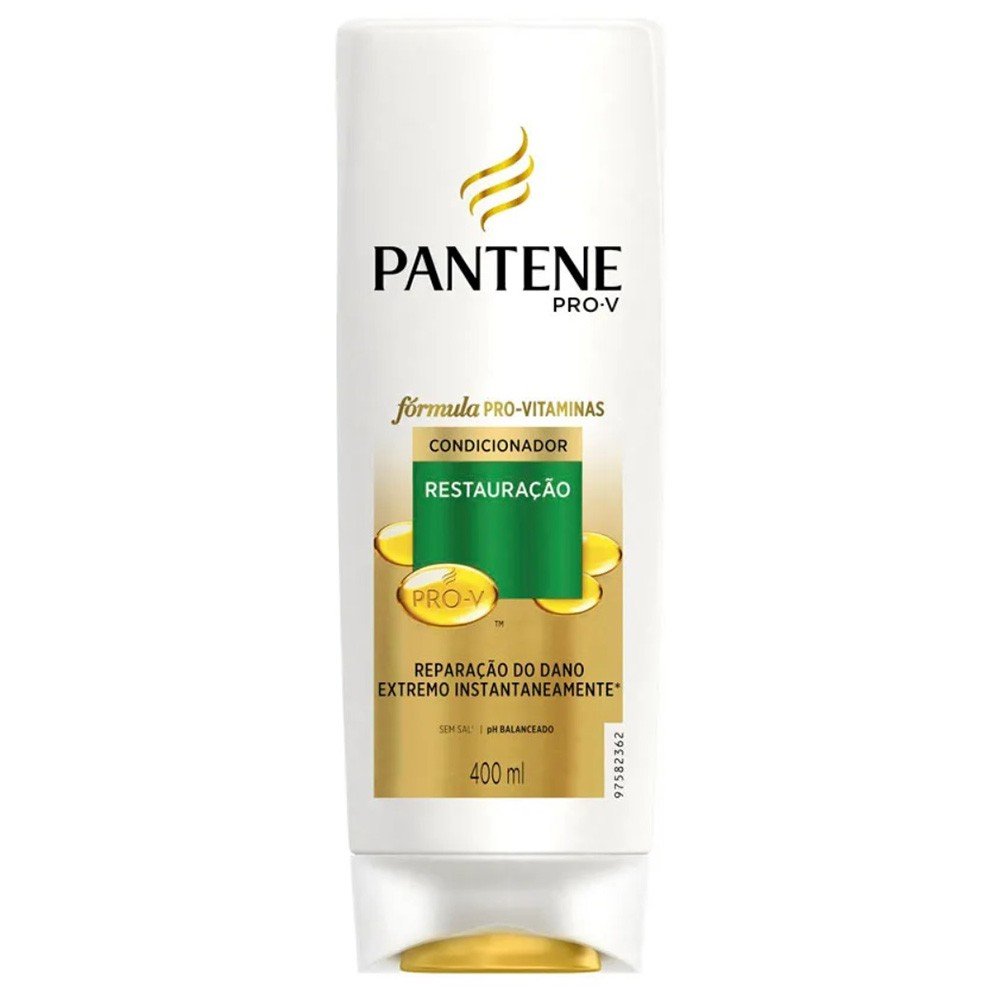 PANTENE
PRO-V
fórmula PRO-VITAMINAS
CONDICIONADOR
RESTAURAÇÃO
PRO-V
™
REPARAÇÃO DO DANO
EXTREMO INSTANTANEAMENTE*
SEM SAL¹ | pH BALANCEADO
400 ml
97582362